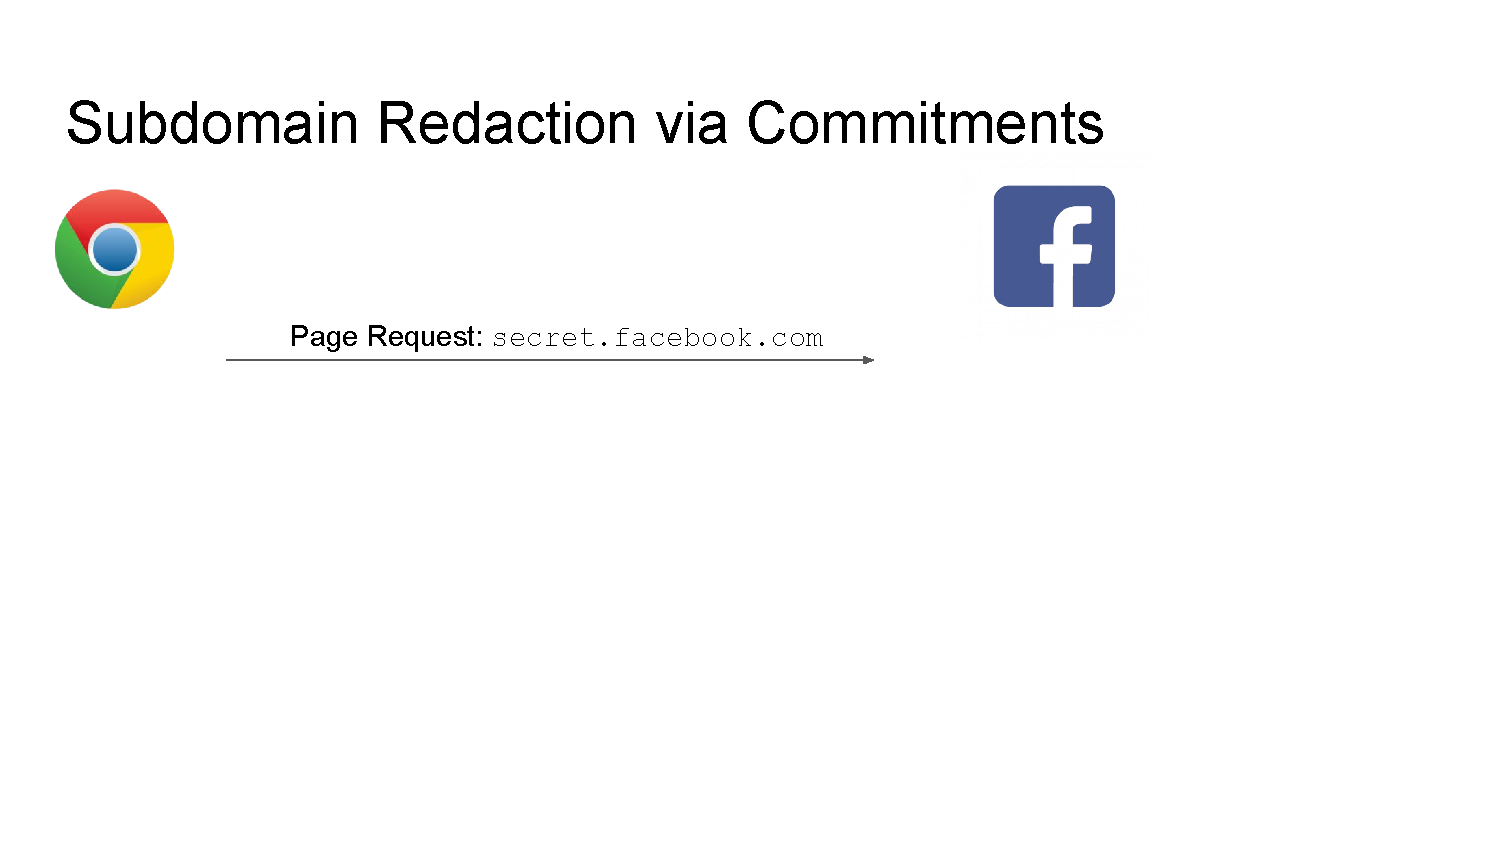 Subdomain Redaction via Commitments
Page Request: secret.facebook.com